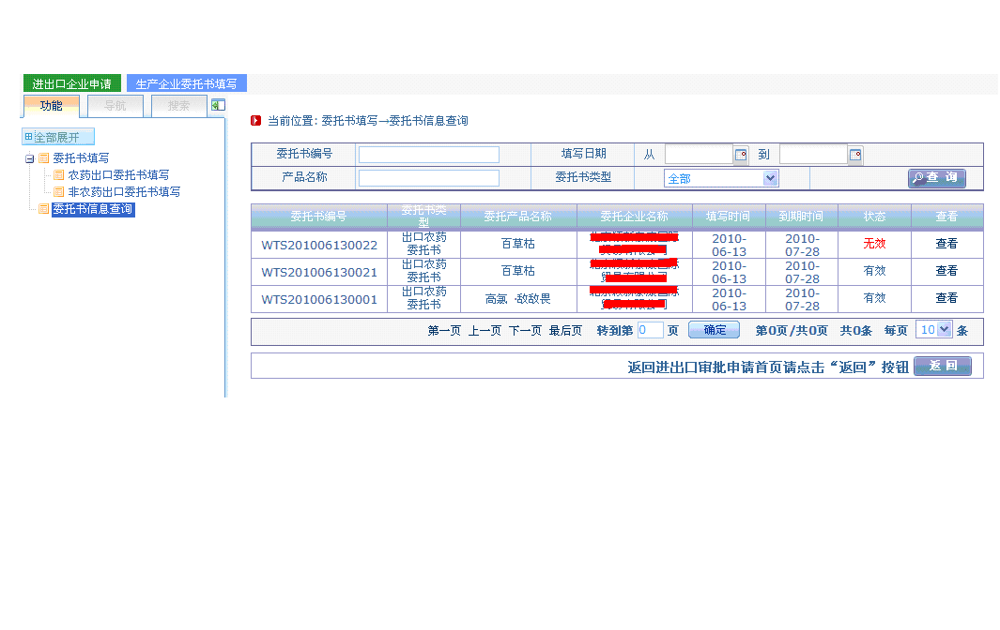 进出口企业申请 生产企业委托书填写
功能 导航 搜索
当前位置：委托书填写→委托书信息查询
全部展开
委托书填写
农药出口委托书填写
非农药出口委托书填写
委托书信息查询
委托书编号 填写日期 从 到
产品名称 委托书类型 全部 查 询
委托书编号 委托书类型 委托产品名称 委托企业名称 填写时间 到期时间 状态 查看
WTS201006130022 出口农药委托书 百草枯 2010-06-13 2010-07-28 无效 查看
WTS201006130021 出口农药委托书 百草枯 2010-06-13 2010-07-28 有效 查看
WTS201006130001 出口农药委托书 高氯·敌敌畏 2010-06-13 2010-07-28 有效 查看
第一页 上一页 下一页 最后页 转到第 0 页 确定 第0页/共0页 共0条 每页 10 条
返回进出口审批申请首页请点击“返回”按钮 返 回